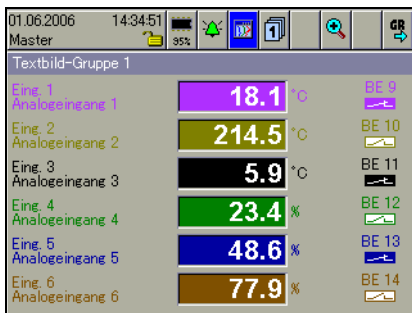 01.06.2006 14:34:51
Master
95%
1
GR
Textbild-Gruppe 1
Eing. 1
Analogeingang 1
18.1 °C
BE 9
Eing. 2
Analogeingang 2
214.5 °C
BE 10
Eing. 3
Analogeingang 3
5.9 °C
BE 11
Eing. 4
Analogeingang 4
23.4 %
BE 12
Eing. 5
Analogeingang 5
48.6 %
BE 13
Eing. 6
Analogeingang 6
77.9 %
BE 14